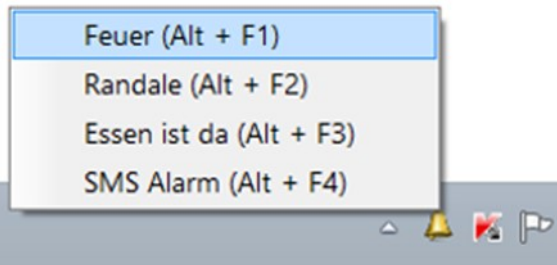 Feuer (Alt + F1)
Randale (Alt + F2)
Essen ist da (Alt + F3)
SMS Alarm (Alt + F4)